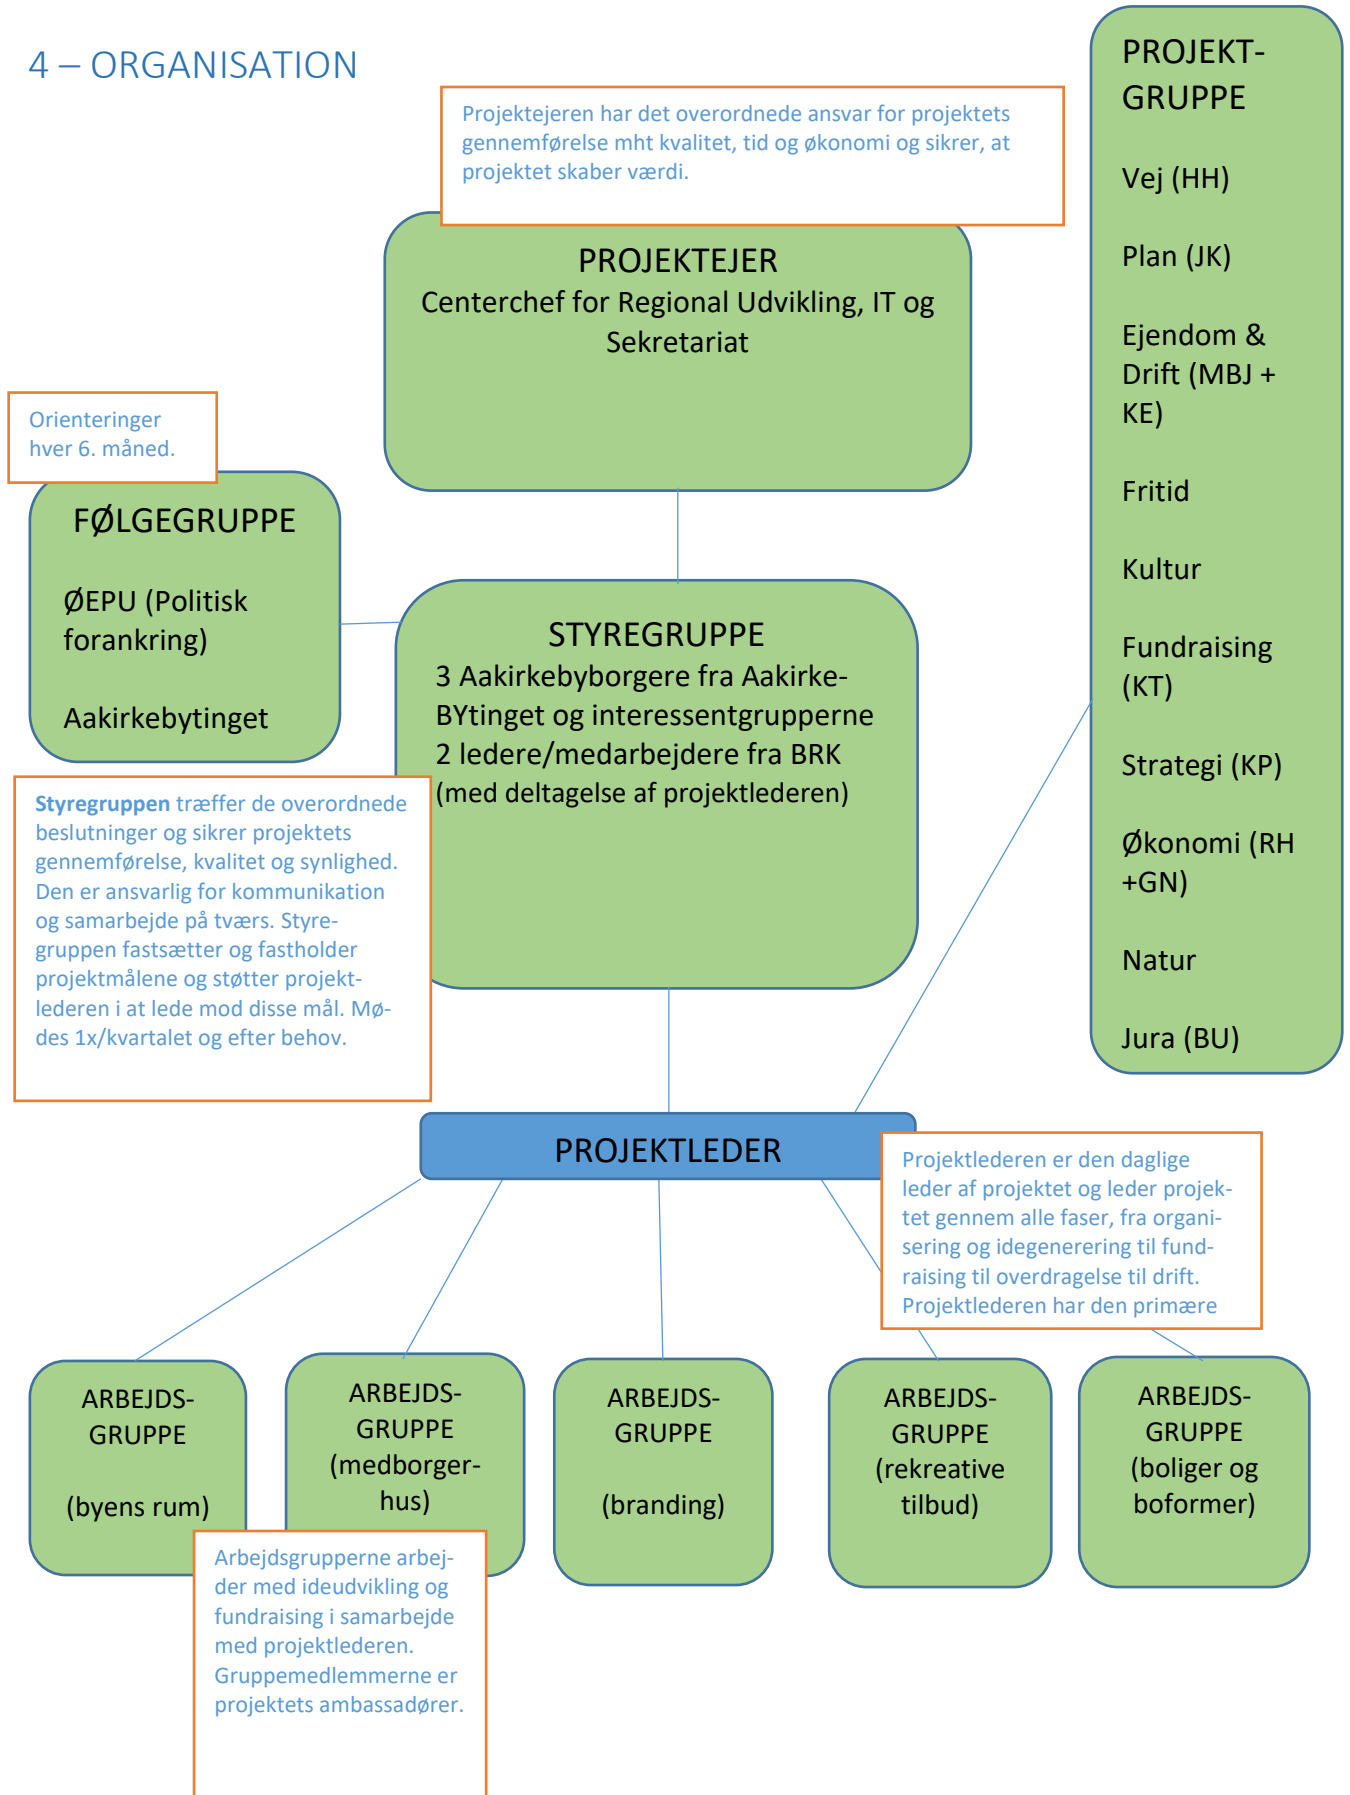 4 – ORGANISATION
Projektejeren har det overordnede ansvar for projektets
gennemførelse mht kvalitet, tid og økonomi og sikrer, at
projektet skaber værdi.
PROJEKTEJER
Centerchef for Regional Udvikling, IT og
Sekretariat
PROJEKT-
GRUPPE
Vej (HH)
Plan (JK)
Ejendom &
Drift (MBJ +
KE)
Fritid
Kultur
Fundraising
(KT)
Strategi (KP)
Økonomi (RH
+GN)
Natur
Jura (BU)
Orienteringer
hver 6. måned.
FØLGEGRUPPE
ØEPU (Politisk
forankring)
Aakirkebytinget
STYREGRUPPE
3 Aakirkebyborgere fra Aakirke-
BYtinget og interessentgrupperne
2 ledere/medarbejdere fra BRK
(med deltagelse af projektlederen)
Styregruppen træffer de overordnede
beslutninger og sikrer projektets
gennemførelse, kvalitet og synlighed.
Den er ansvarlig for kommunikation
og samarbejde på tværs. Styre-
gruppen fastsætter og fastholder
projektmålene og støtter projekt-
lederen i at lede mod disse mål. Mø-
des 1x/kvartalet og efter behov.
PROJEKTLEDER
Projektlederen er den daglige
leder af projektet og leder projek-
tet gennem alle faser, fra organi-
sering og idegenerering til fund-
raising til overdragelse til drift.
Projektlederen har den primære
ARBEJDS-
GRUPPE
(byens rum)
ARBEJDS-
GRUPPE
(medborger-
hus)
ARBEJDS-
GRUPPE
(branding)
ARBEJDS-
GRUPPE
(rekreative
tilbud)
ARBEJDS-
GRUPPE
(boliger og
boformer)
Arbejdsgrupperne arbej-
der med ideudvikling og
fundraising i samarbejde
med projektlederen.
Gruppemedlemmerne er
projektets ambassadører.